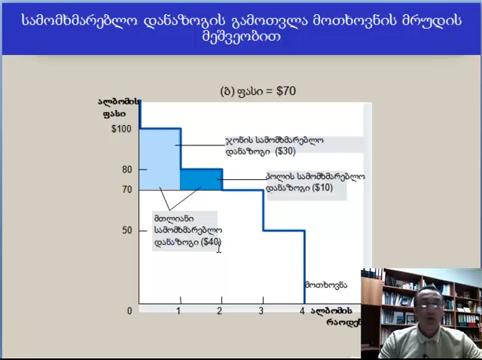 სამომხმარებლო დანაზოგის გამოთვლა მოთხოვნის მრუდის
მეშვეობით
(ბ) ფასი = $70
ალბომის
ფასი
$100
ჯონის სამომხმარებლო
დანაზოგი ($30)
80
პოლის სამომხმარებლო
70
დანაზოგი ($10)
მთლიანი
სამომხმარებლო
50
დანაზოგი ($40)
მოთხოვნა
0
1
2
3
4
ალბომის
რაოდენ